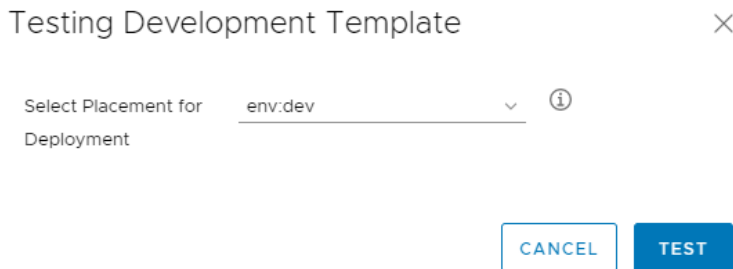 Testing Development Template
Select Placement for
Deployment
env:dev
CANCEL
TEST